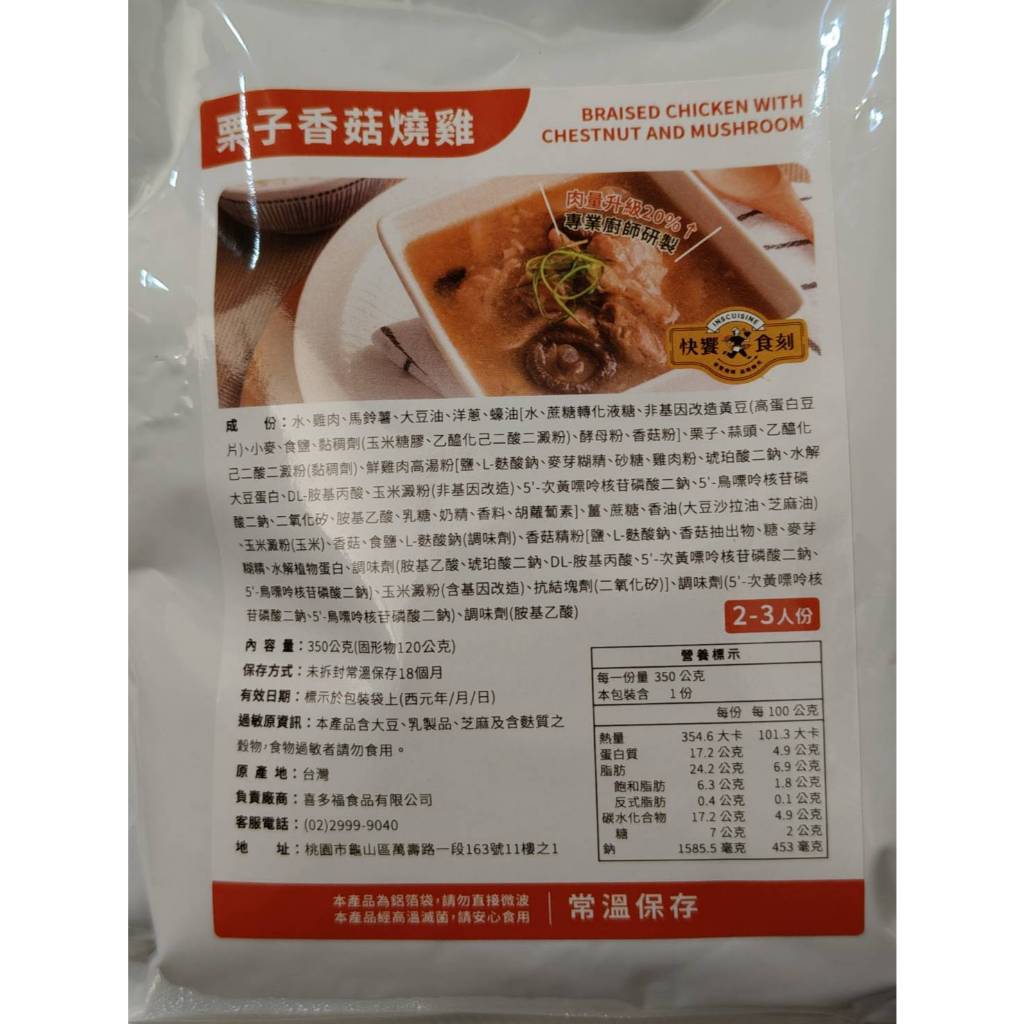 栗子香菇燒雞
BRAISED CHICKEN WITH
CHESTNUT AND MUSHROOM
肉量升級20%↑
專業廚師研製
INSCUISINE
快饗食刻
成 份：水、雞肉、馬鈴薯、大豆油、洋蔥、蠔油[水、蔗糖轉化液糖、非基因改造黃豆(高蛋白豆
片)、小麥、食鹽、黏稠劑(玉米糖膠、乙醯化己二酸二澱粉)、酵母粉、香菇粉]、栗子、蒜頭、乙醯化
己二酸二澱粉(黏稠劑)、鮮雞肉高湯粉[鹽、L-麩酸鈉、麥芽糊精、砂糖、雞肉粉、琥珀酸二鈉、水解
大豆蛋白、DL-胺基丙酸、玉米澱粉(非基因改造)、5'-次黃嘌呤核苷磷酸二鈉、5'-鳥嘌呤核苷磷
酸二鈉、二氧化矽、胺基乙酸、乳糖、奶精、香料、胡蘿蔔素]、薑、蔗糖、香油(大豆沙拉油、芝麻油)
、玉米澱粉(玉米)、香菇、食鹽、L-麩酸鈉(調味劑)、香菇精粉[鹽、L-麩酸鈉、香菇抽出物、糖、麥芽
糊精、水解植物蛋白、調味劑(胺基乙酸、琥珀酸二鈉、DL-胺基丙酸、5'-次黃嘌呤核苷磷酸二鈉、
5'-鳥嘌呤核苷磷酸二鈉)、玉米澱粉(含基因改造)、抗結塊劑(二氧化矽)]、調味劑(5'-次黃嘌呤核
苷磷酸二鈉、5'-鳥嘌呤核苷磷酸二鈉)、調味劑(胺基乙酸)
2-3人份
內 容 量：350公克(固形物120公克)
保存方式：未拆封常溫保存18個月
有效日期：標示於包裝袋上(西元年/月/日)
過敏原資訊：本產品含大豆、乳製品、芝麻及含麩質之
穀物，食物過敏者請勿食用。
原 產 地：台灣
負責廠商：喜多福食品有限公司
客服電話：(02)2999-9040
地 址：桃園市龜山區萬壽路一段163號11樓之1
營養標示
每一份量 350 公克
本包裝含 1 份
每份 每 100 公克
熱量 354.6 大卡 101.3 大卡
蛋白質 17.2 公克 4.9 公克
脂肪 24.2 公克 6.9 公克
飽和脂肪 6.3 公克 1.8 公克
反式脂肪 0.4 公克 0.1 公克
碳水化合物 17.2 公克 4.9 公克
糖 7 公克 2 公克
鈉 1585.5 毫克 453 毫克
本產品為鋁箔袋，請勿直接微波
本產品經高溫滅菌，請安心食用
常溫保存